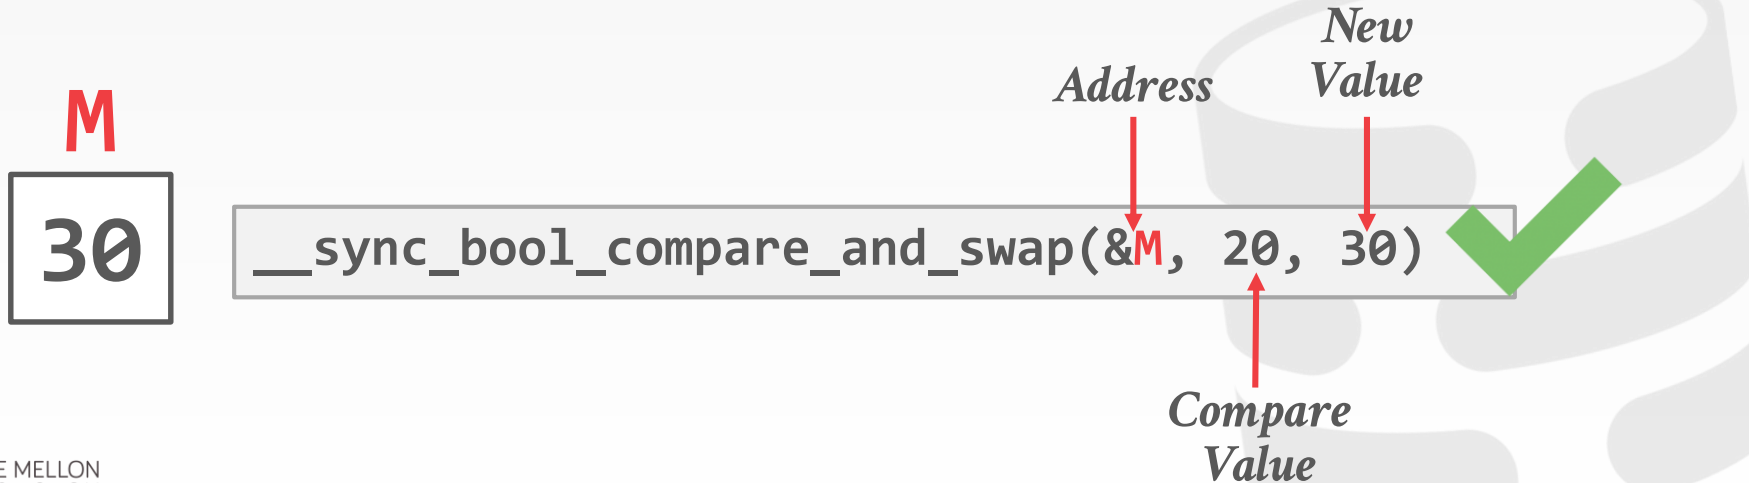 New
Value
Address
M
30
__sync_bool_compare_and_swap(&M, 20, 30)
Compare
Value
E MELLON